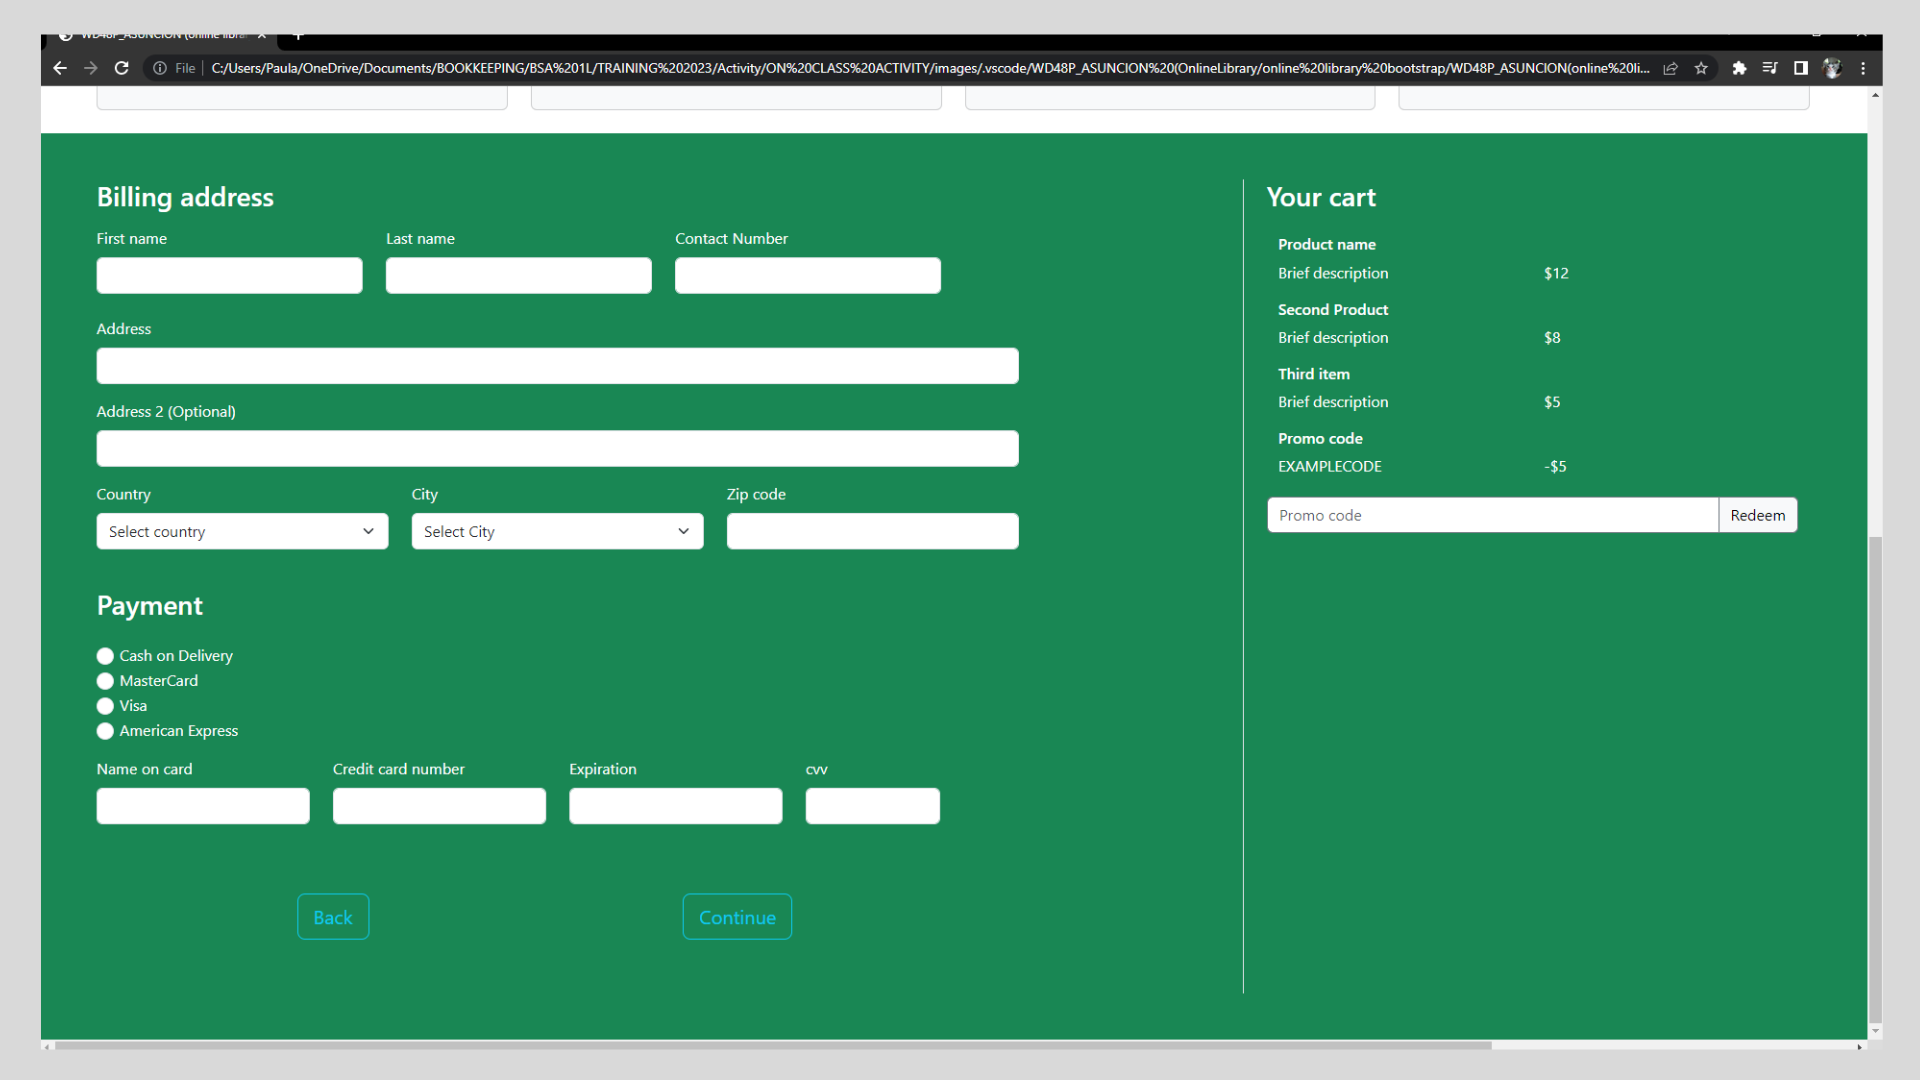 WD48P_ASUNCION (online libra
File
C:/Users/Paula/OneDrive/Documents/BOOKKEEPING/BSA%201L/TRAINING%202023/Activity/ON%20CLASS%20ACTIVITY/images/.vscode/WD48P_ASUNCION%20(OnlineLibrary/online%20library%20bootstrap/WD48P_ASUNCION(online%20li...
Billing address
First name
Last name
Contact Number
Address
Address 2 (Optional)
Country
City
Zip code
Select country
Select City
Payment
Cash on Delivery
MasterCard
Visa
American Express
Name on card
Credit card number
Expiration
cvv
Back
Continue
Your cart
Product name
Brief description
$12
Second Product
Brief description
$8
Third item
Brief description
$5
Promo code
EXAMPLECODE
-$5
Promo code
Redeem